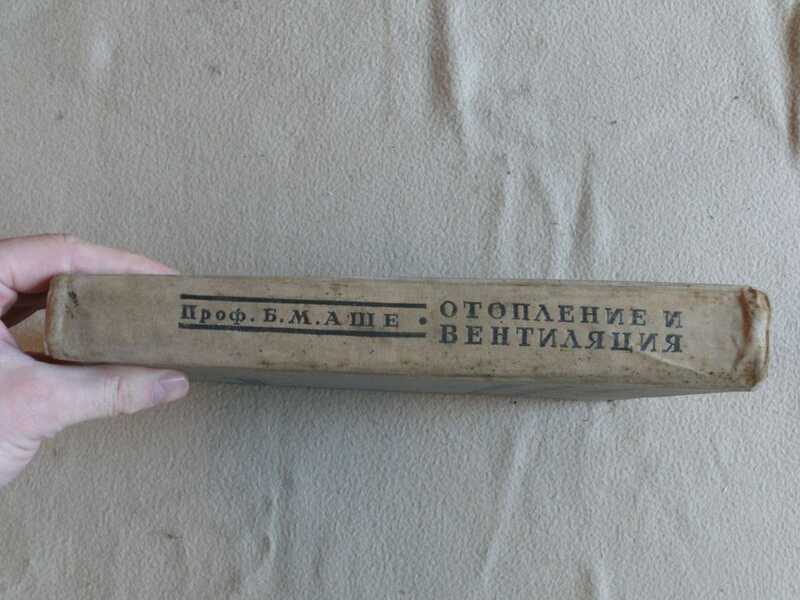 Проф. Б. М. АШЕ •
ОТОПЛЕНИЕ И
ВЕНТИЛЯЦИЯ